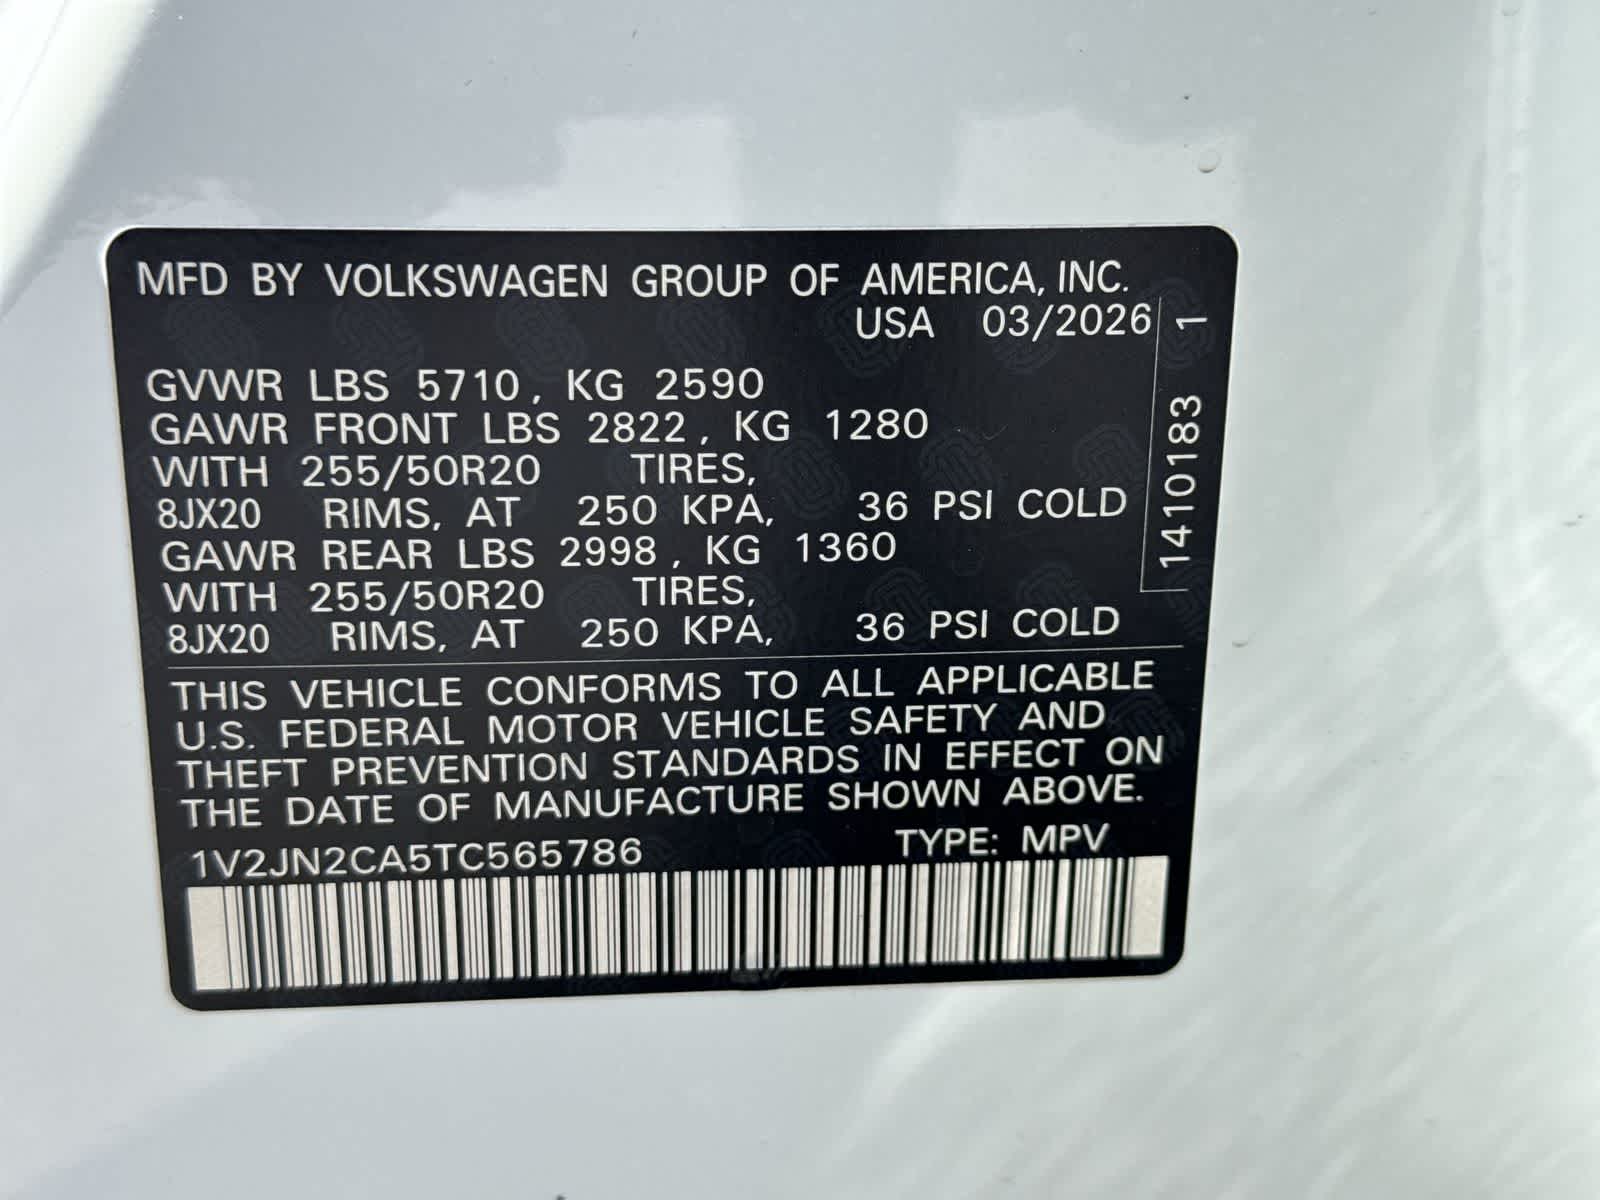 MFD BY VOLKSWAGEN GROUP OF AMERICA, INC.
USA 03/2026
GVWR LBS 5710, KG 2590
GAWR FRONT LBS 2822, KG 1280
WITH 255/50R20 TIRES,
8JX20 RIMS, AT 250 KPA, 36 PSI COLD
GAWR REAR LBS 2998, KG 1360
WITH 255/50R20 TIRES,
8JX20 RIMS, AT 250 KPA, 36 PSI COLD
1410183 1
THIS VEHICLE CONFORMS TO ALL APPLICABLE
U.S. FEDERAL MOTOR VEHICLE SAFETY AND
THEFT PREVENTION STANDARDS IN EFFECT ON
THE DATE OF MANUFACTURE SHOWN ABOVE.
1V2JN2CA5TC565786 TYPE: MPV